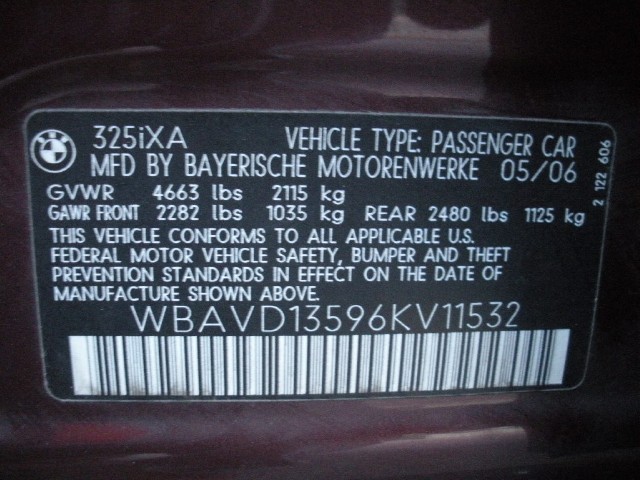 BMW
325iXA VEHICLE TYPE: PASSENGER CAR
MFD BY BAYERISCHE MOTORENWERKE 05/06
GVWR 4663 lbs 2115 kg
GAWR FRONT 2282 lbs 1035 kg REAR 2480 lbs 1125 kg
THIS VEHICLE CONFORMS TO ALL APPLICABLE U.S.
FEDERAL MOTOR VEHICLE SAFETY, BUMPER AND THEFT
PREVENTION STANDARDS IN EFFECT ON THE DATE OF
MANUFACTURE SHOWN ABOVE.
WBAVD13596KV11532
2 122 606